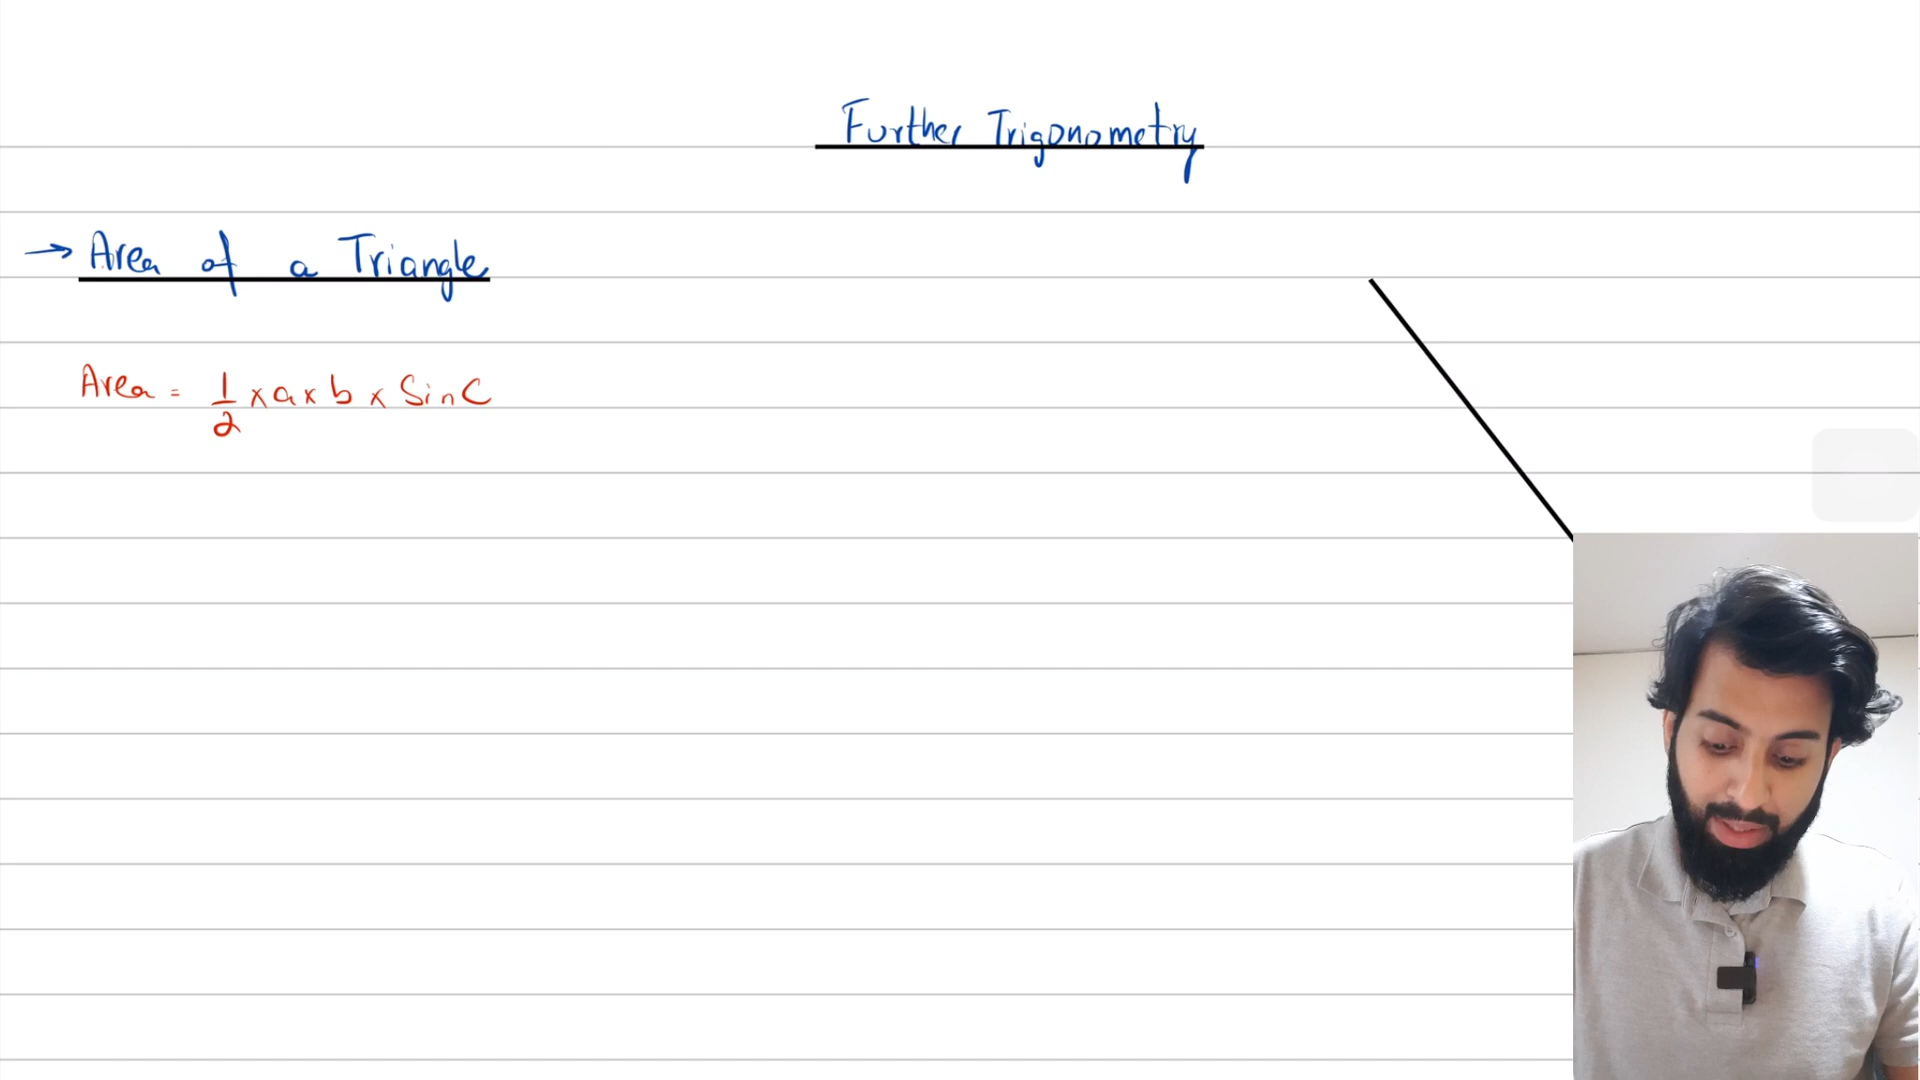 Further Trigonometry
→ Area of a Triangle
Area = 1/2 x a x b x Sin C